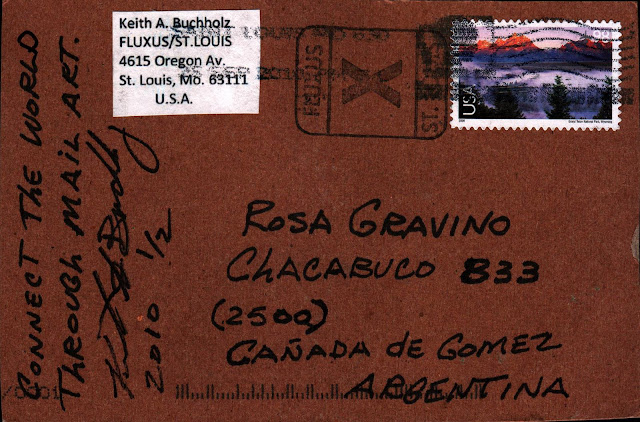 Keith A. Buchholz
FLUXUS/ST.LOUIS
4615 Oregon Av.
St. Louis, Mo. 63111
U.S.A.
FLUXUS
X
ST.
USA
CONNECT THE WORLD
THROUGH MAIL ART.
2010 1/2
ROSA GRAVINO
CHACABUCO 833
(2500)
CAÑADA de GOMEZ
ARGENTINA